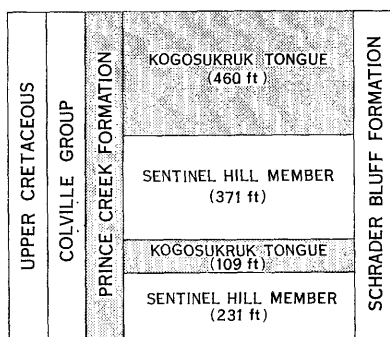 UPPER CRETACEOUS
COLVILLE GROUP
PRINCE CREEK FORMATION
KOGOSUKRUK TONGUE
(460 ft)
SENTINEL HILL MEMBER
(371 ft)
KOGOSUKRUK TONGUE
(109 ft)
SENTINEL HILL MEMBER
(231 ft)
SCHRADER BLUFF FORMATION